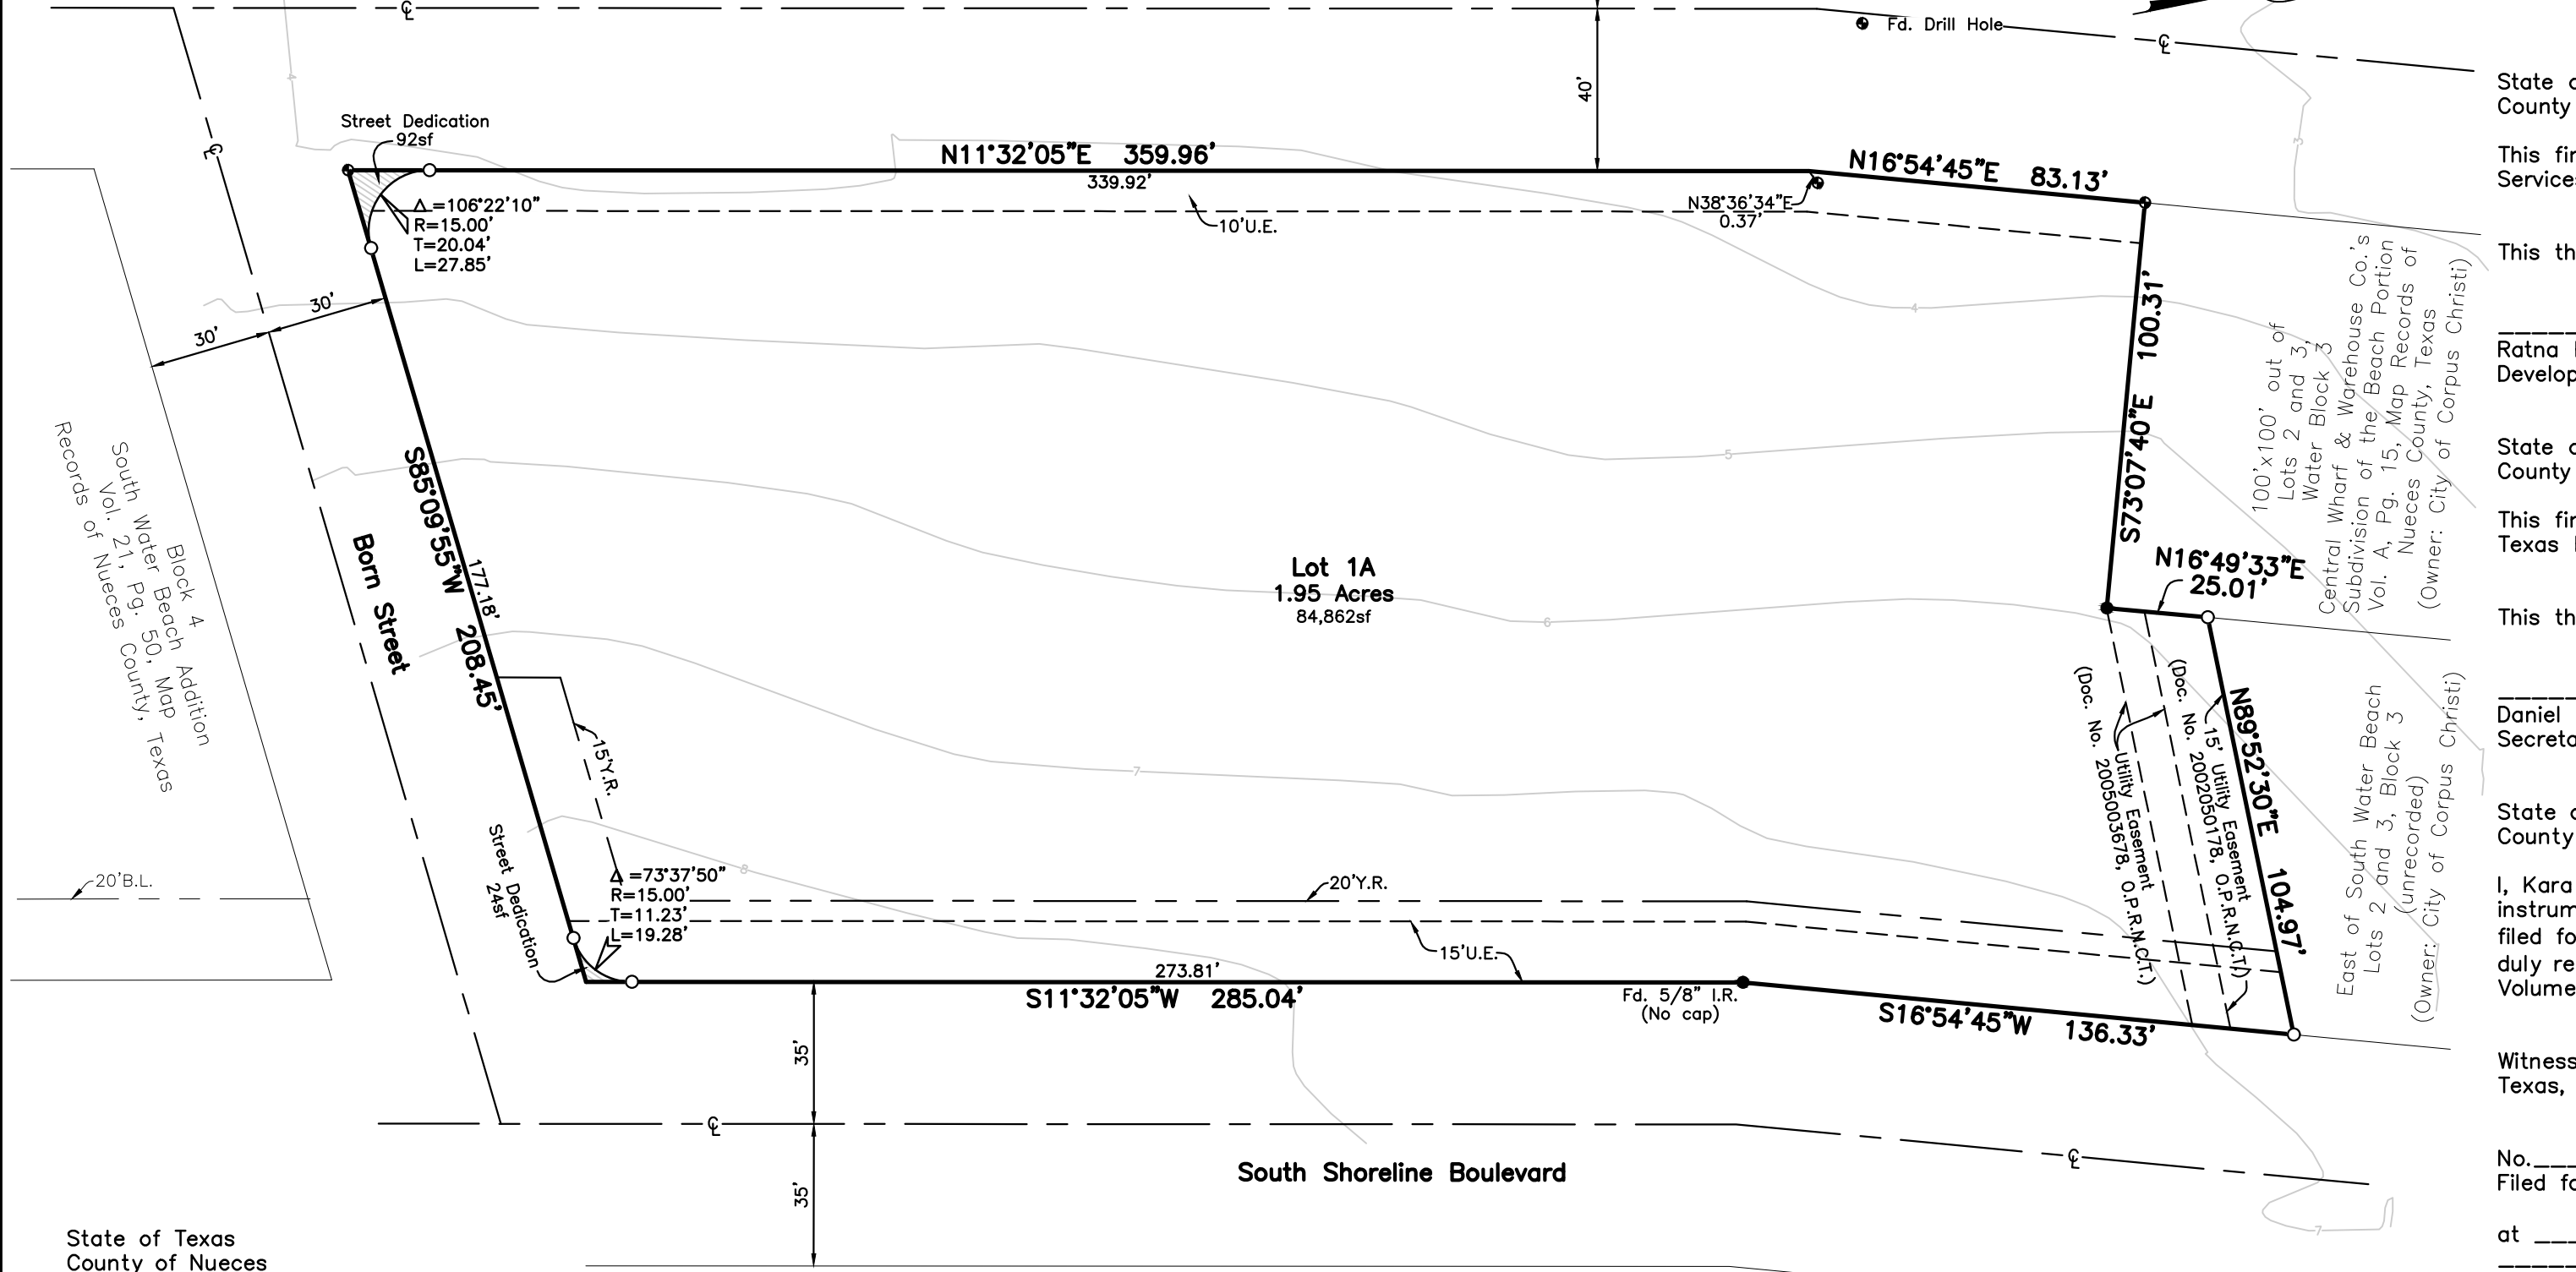 ℄
Fd. Drill Hole
℄
40'
4
℄
3
Street Dedication
92sf
N11°32'05"E 359.96'
339.92'
N16°54'45"E 83.13'
N38°36'34"E
0.37'
Δ =106°22'10"
R=15.00'
T=20.04'
L=27.85'
10'U.E.
30'
30'
4
S73°07'40"E 100.31'
100'x100' out of
Lots 2 and 3,
Water Block 3
Central Wharf & Warehouse Co.'s
Subdivision of the Beach Portion
Vol. A, Pg. 15, Map Records of
Nueces County, Texas
(Owner: City of Corpus Christi)
5
S85°09'55"W 208.45'
177.18'
Born Street
Block 4
South Water Beach Addition
Vol. 21, Pg. 50, Map
Records of Nueces County, Texas
Lot 1A
1.95 Acres
84,862sf
6
N16°49'33"E
25.01'
Utility Easement
(Doc. No. 2005003678, O.P.R.N.C.T.)
15' Utility Easement
(Doc. No. 2002050178, O.P.R.N.C.T.)
N89°52'30"E 104.97'
East of South Water Beach
Lots 2 and 3, Block 3
(unrecorded)
(Owner: City of Corpus Christi)
15'Y.R.
7
8
Street Dedication
24sf
Δ =73°37'50"
R=15.00'
T=11.23'
L=19.28'
20'B.L.
20'Y.R.
15'U.E.
273.81'
S11°32'05"W 285.04'
Fd. 5/8" I.R.
(No cap)
S16°54'45"W 136.33'
35'
℄
℄
South Shoreline Boulevard
35'
7
State of Texas
County of Nueces
State
County
This
Services
This
Ratna
State
County
This
Texas
This
Daniel
State
County
I, Kara
filed
duly
Witness
Texas,
No.
Filed
at